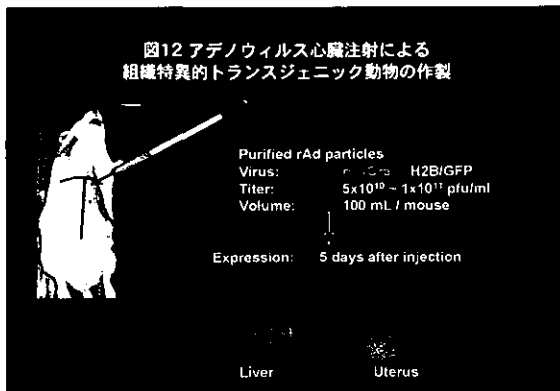 図12 アデノウィルス心臓注射による
組織特異的トランスジェニック動物の作製
Purified rAd particles
Virus: H2B/GFP
Titer: 5x10¹⁰ ~ 1x10¹¹ pfu/ml
Volume: 100 mL / mouse
Expression: 5 days after injection
Liver Uterus